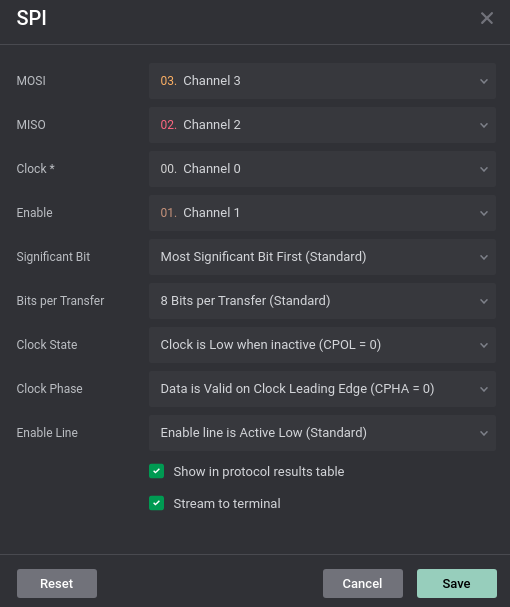 SPI
MOSI 03. Channel 3
MISO 02. Channel 2
Clock * 00. Channel 0
Enable 01. Channel 1
Significant Bit Most Significant Bit First (Standard)
Bits per Transfer 8 Bits per Transfer (Standard)
Clock State Clock is Low when inactive (CPOL = 0)
Clock Phase Data is Valid on Clock Leading Edge (CPHA = 0)
Enable Line Enable line is Active Low (Standard)
Show in protocol results table
Stream to terminal
Reset Cancel Save